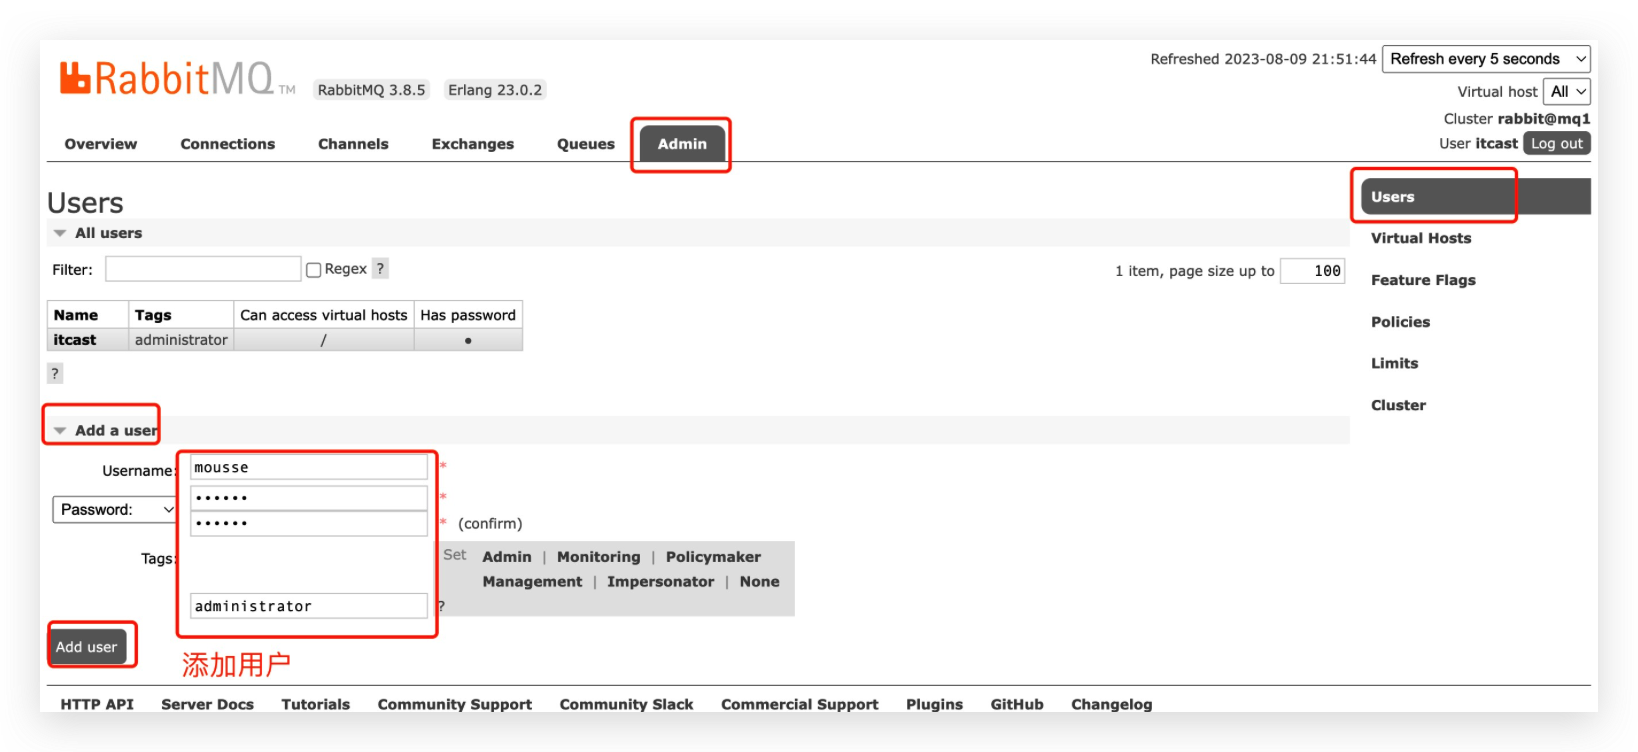 RabbitMQ TM RabbitMQ 3.8.5 Erlang 23.0.2
Refreshed 2023-08-09 21:51:44 Refresh every 5 seconds
Virtual host All
Cluster rabbit@mq1
User itcast Log out
Overview Connections Channels Exchanges Queues Admin
Users
All users
Filter: Regex ? 1 item, page size up to 100
Name Tags Can access virtual hosts Has password
itcast administrator / ●
?
Add a user
Username: mousse *
Password: •••••• *
•••••• * (confirm)
Tags: Set Admin | Monitoring | Policymaker
Management | Impersonator | None
administrator ?
Add user
添加用户
Users
Virtual Hosts
Feature Flags
Policies
Limits
Cluster
HTTP API Server Docs Tutorials Community Support Community Slack Commercial Support Plugins GitHub Changelog